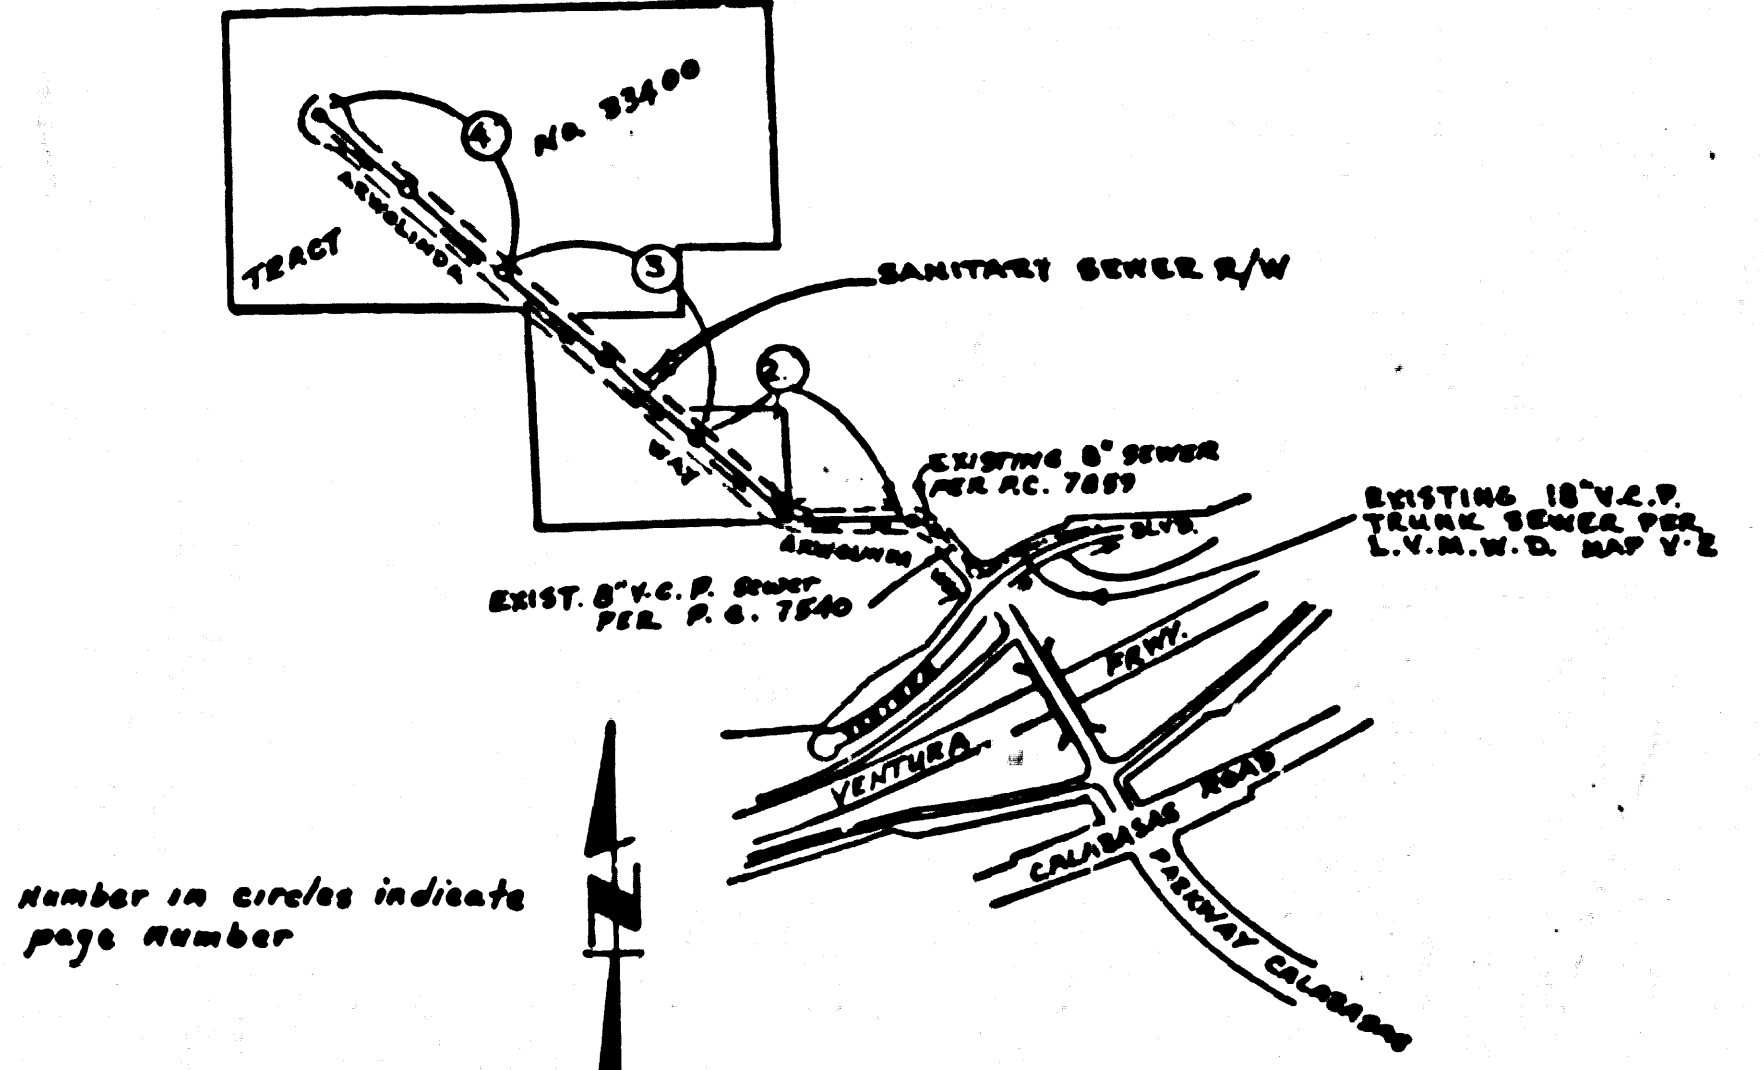 4
No. 33400
ARWOLINDA
TRACT
3
SANITARY SEWER R/W
2
WAY
EXISTING 8" SEWER
PER P.C. 7859
EXISTING 18" V.C.P.
TRUNK SEWER PER
L.V.M.W.D. MAP V-2
BLVD.
ARWOLINDA
EXIST. 8" V.C.P. Sewer
PER P.C. 7540
FRWY.
VENTURA
CALABASAS ROAD
PARKWAY CALABASAS
N
Number in circles indicate
page number